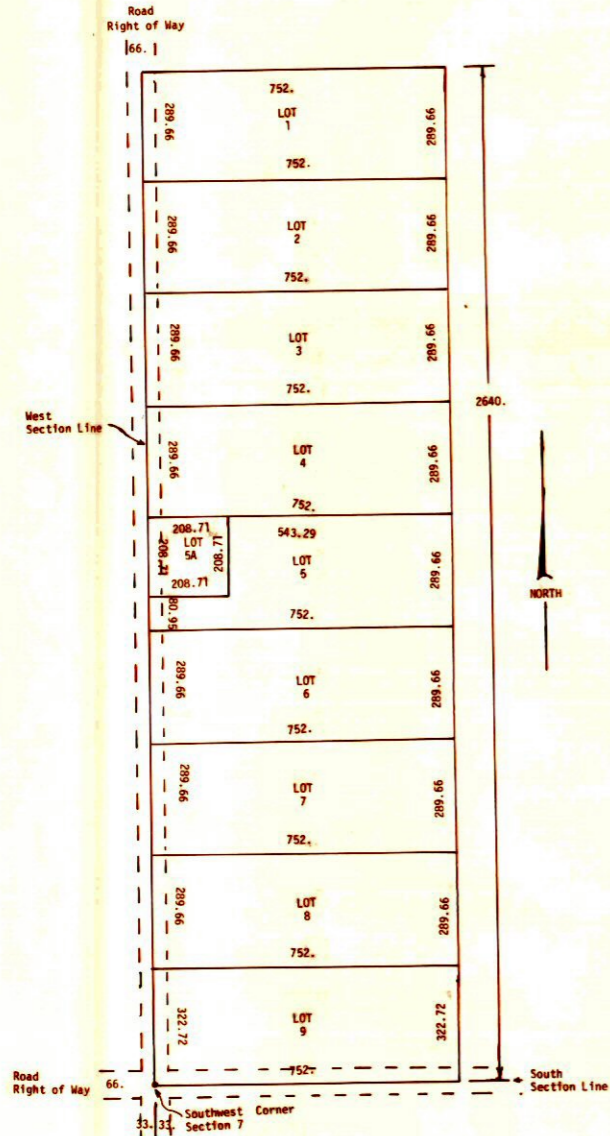 Road
Right of Way
66.
752.
LOT
1
289.66
289.66
752.
LOT
2
289.66
289.66
752.
LOT
3
289.66
289.66
752.
2640.
West
Section Line
LOT
4
289.66
289.66
752.
208.71
543.29
LOT
5A
208.71
208.71
LOT
5
289.66
208.71
NORTH
80.95
752.
LOT
6
289.66
289.66
752.
LOT
7
289.66
289.66
752.
LOT
8
289.66
289.66
752.
LOT
9
322.72
322.72
752.
Road
Right of Way
66.
South
Section Line
Southwest Corner
Section 7
33. 33.